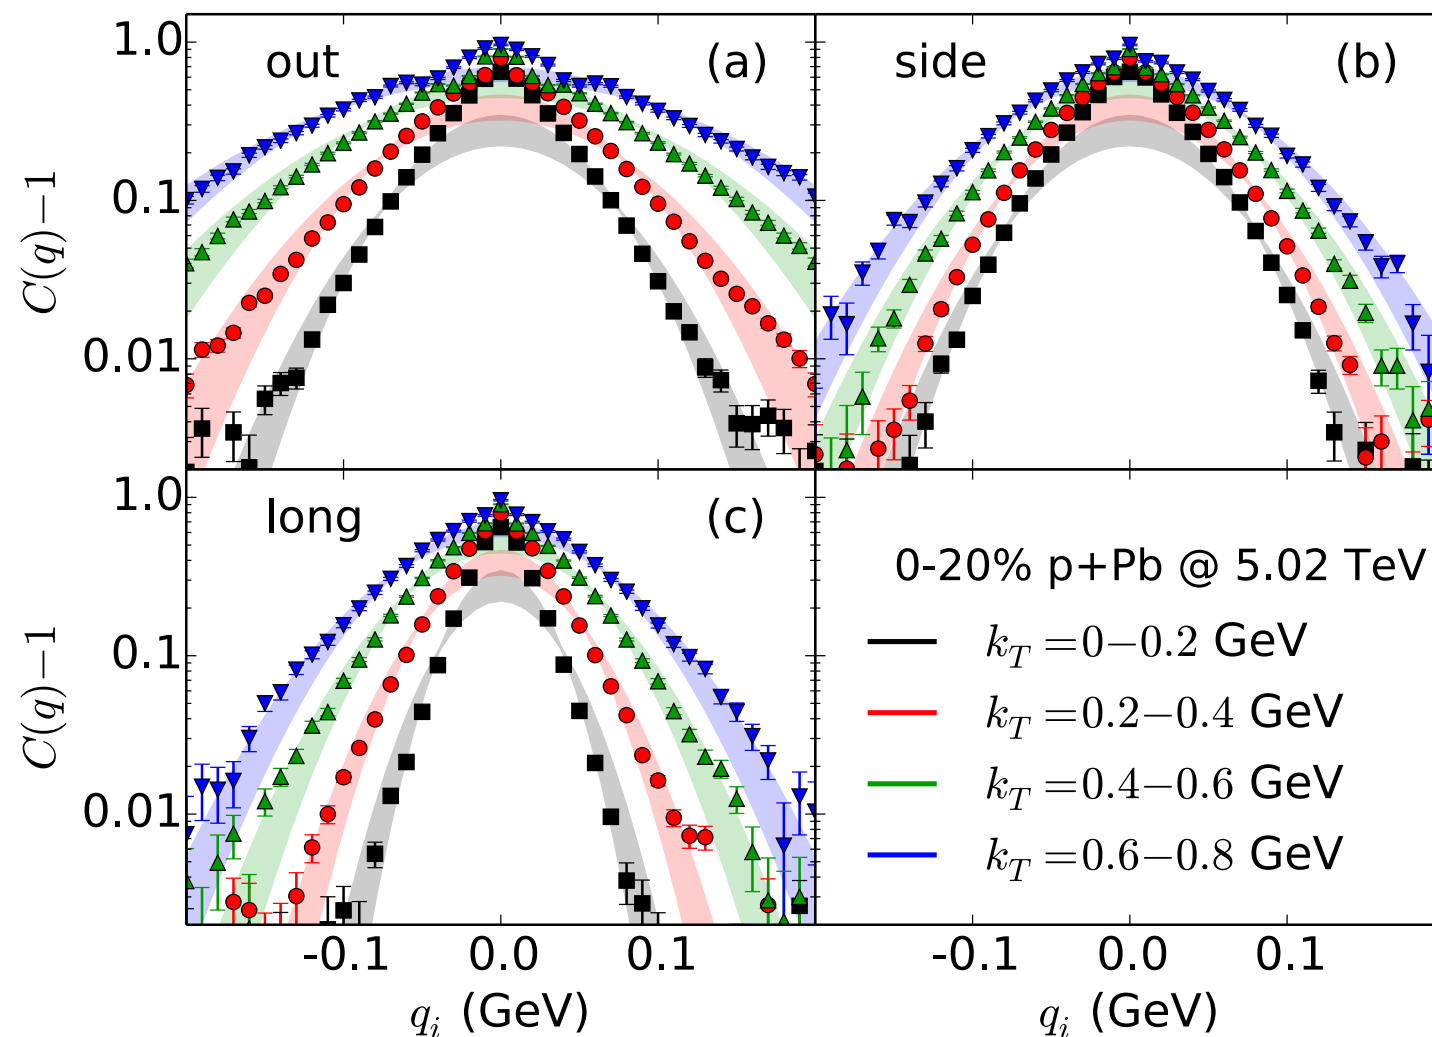 out
(a)
side
(b)
1.0
0.1
0.01
C(q)−1
long
(c)
1.0
0.1
0.01
C(q)−1
0-20% p+Pb @ 5.02 TeV
k_T =0−0.2 GeV
k_T =0.2−0.4 GeV
k_T =0.4−0.6 GeV
k_T =0.6−0.8 GeV
-0.1 0.0 0.1
-0.1 0.0 0.1
q_i (GeV)
q_i (GeV)